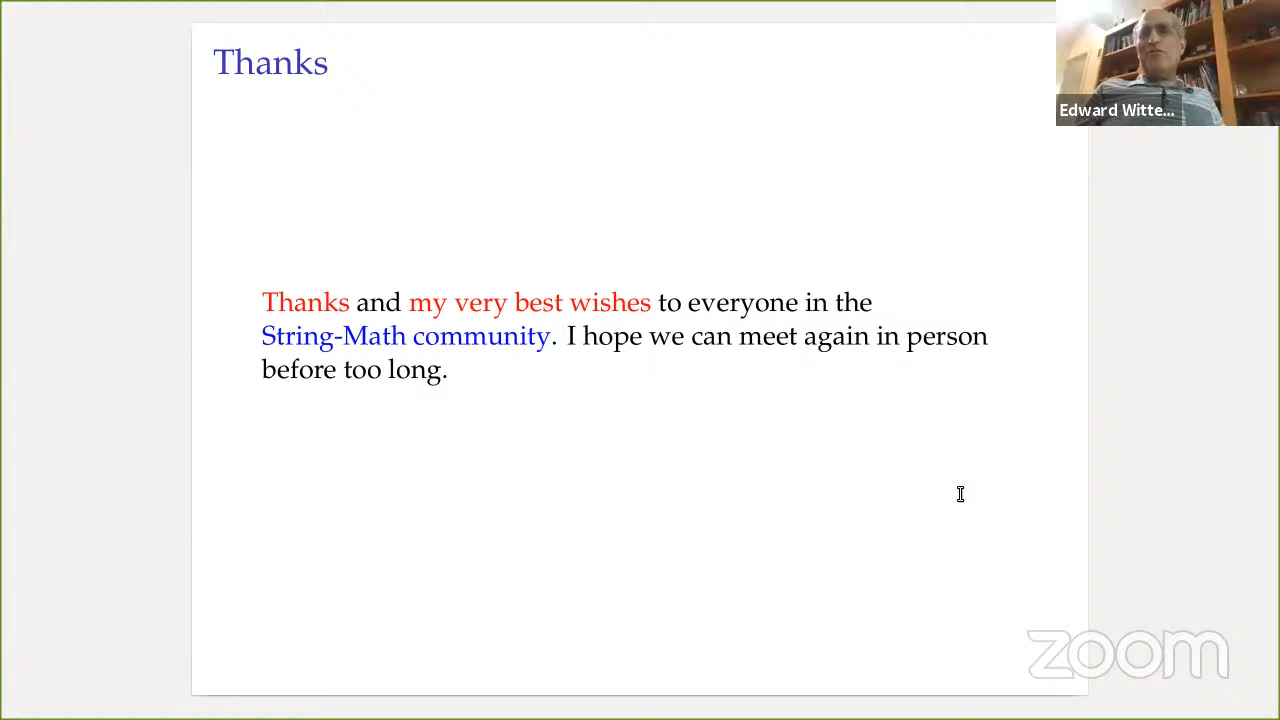 Thanks
Edward Witte...
Thanks and my very best wishes to everyone in the
String-Math community. I hope we can meet again in person
before too long.
zoom